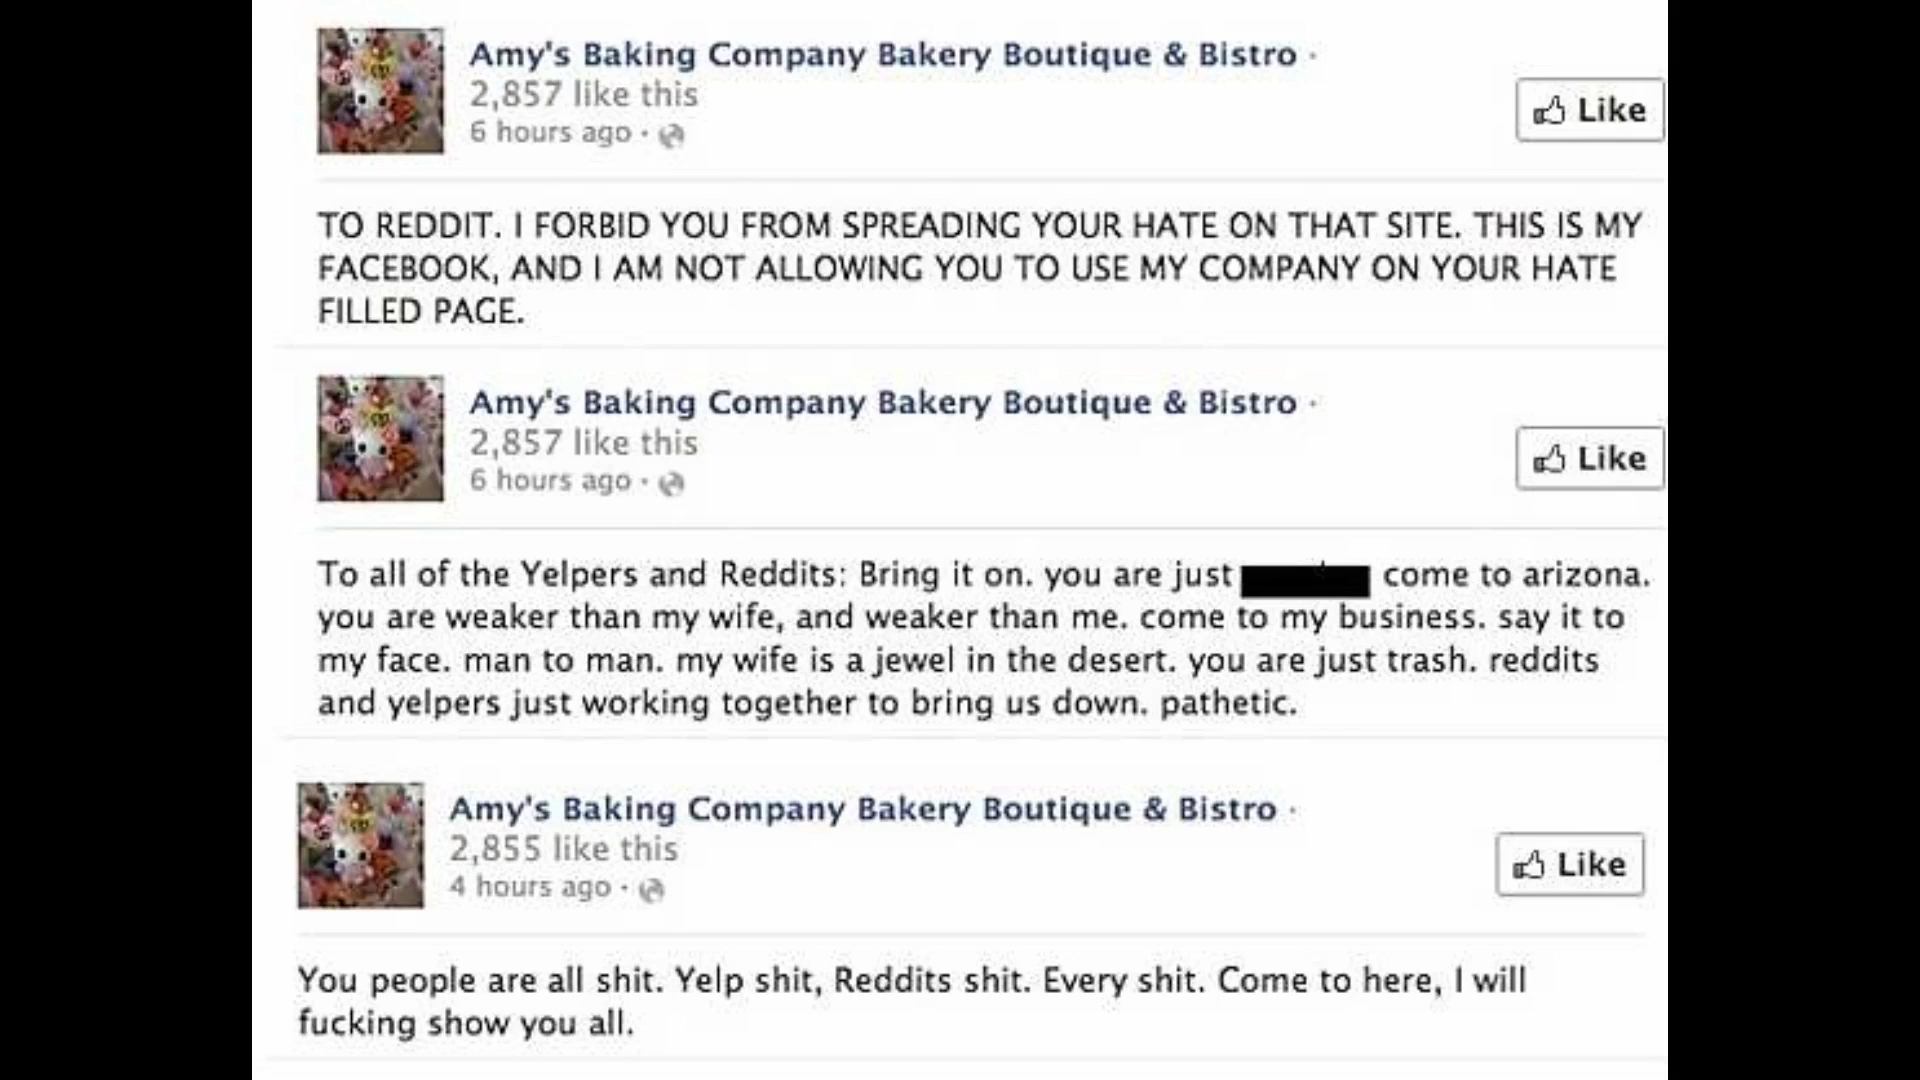 Amy's Baking Company Bakery Boutique & Bistro ·
2,857 like this
6 hours ago ·
Like
TO REDDIT. I FORBID YOU FROM SPREADING YOUR HATE ON THAT SITE. THIS IS MY
FACEBOOK, AND I AM NOT ALLOWING YOU TO USE MY COMPANY ON YOUR HATE
FILLED PAGE.
Amy's Baking Company Bakery Boutique & Bistro ·
2,857 like this
6 hours ago ·
Like
To all of the Yelpers and Reddits: Bring it on. you are just come to arizona.
you are weaker than my wife, and weaker than me. come to my business. say it to
my face. man to man. my wife is a jewel in the desert. you are just trash. reddits
and yelpers just working together to bring us down. pathetic.
Amy's Baking Company Bakery Boutique & Bistro ·
2,855 like this
4 hours ago ·
Like
You people are all shit. Yelp shit, Reddits shit. Every shit. Come to here, I will
fucking show you all.